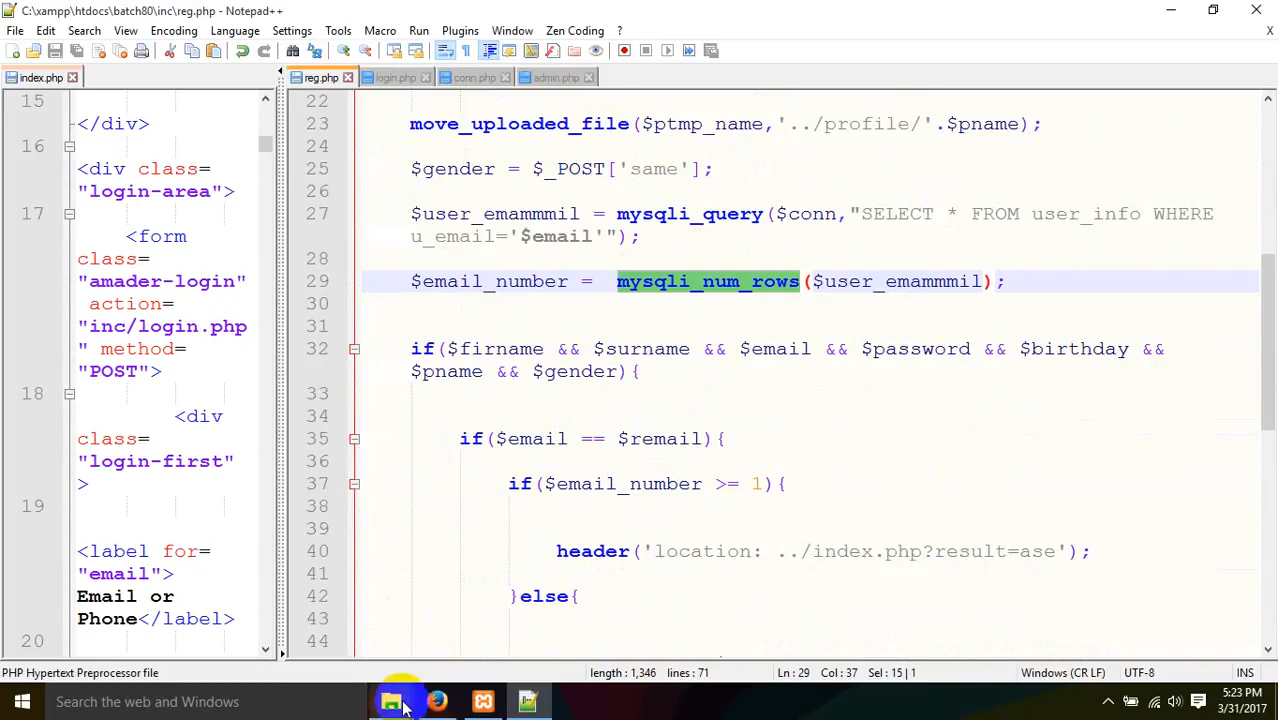 C:\xampp\htdocs\batch80\inc\reg.php - Notepad++
File Edit Search View Encoding Language Settings Tools Macro Run Plugins Window Zen Coding ?
index.php
reg.php login.php conn.php admin.php
15
</div>
16
<div class=
"login-area">
17
<form
class=
"amader-login"
action=
"inc/login.php
" method=
"POST">
18
<div
class=
"login-first"
>
19
<label for=
"email">
Email or
Phone</label>
20
22
23 move_uploaded_file($ptmp_name,'../profile/'.$pname);
24
25 $gender = $_POST['same'];
26
27 $user_emammmil = mysqli_query($conn,"SELECT * FROM user_info WHERE
u_email='$email'");
28
29 $email_number =  mysqli_num_rows($user_emammmil);
30
31
32 if($firname && $surname && $email && $password && $birthday &&
$pname && $gender){
33
34
35 if($email == $remail){
36
37 if($email_number >= 1){
38
39
40 header('location: ../index.php?result=ase');
41
42 }else{
43
44
PHP Hypertext Preprocessor file length : 1,346 lines : 71 Ln : 29 Col : 37 Sel : 15 | 1 Windows (CR LF) UTF-8 INS
Search the web and Windows
5:23 PM
3/31/2017